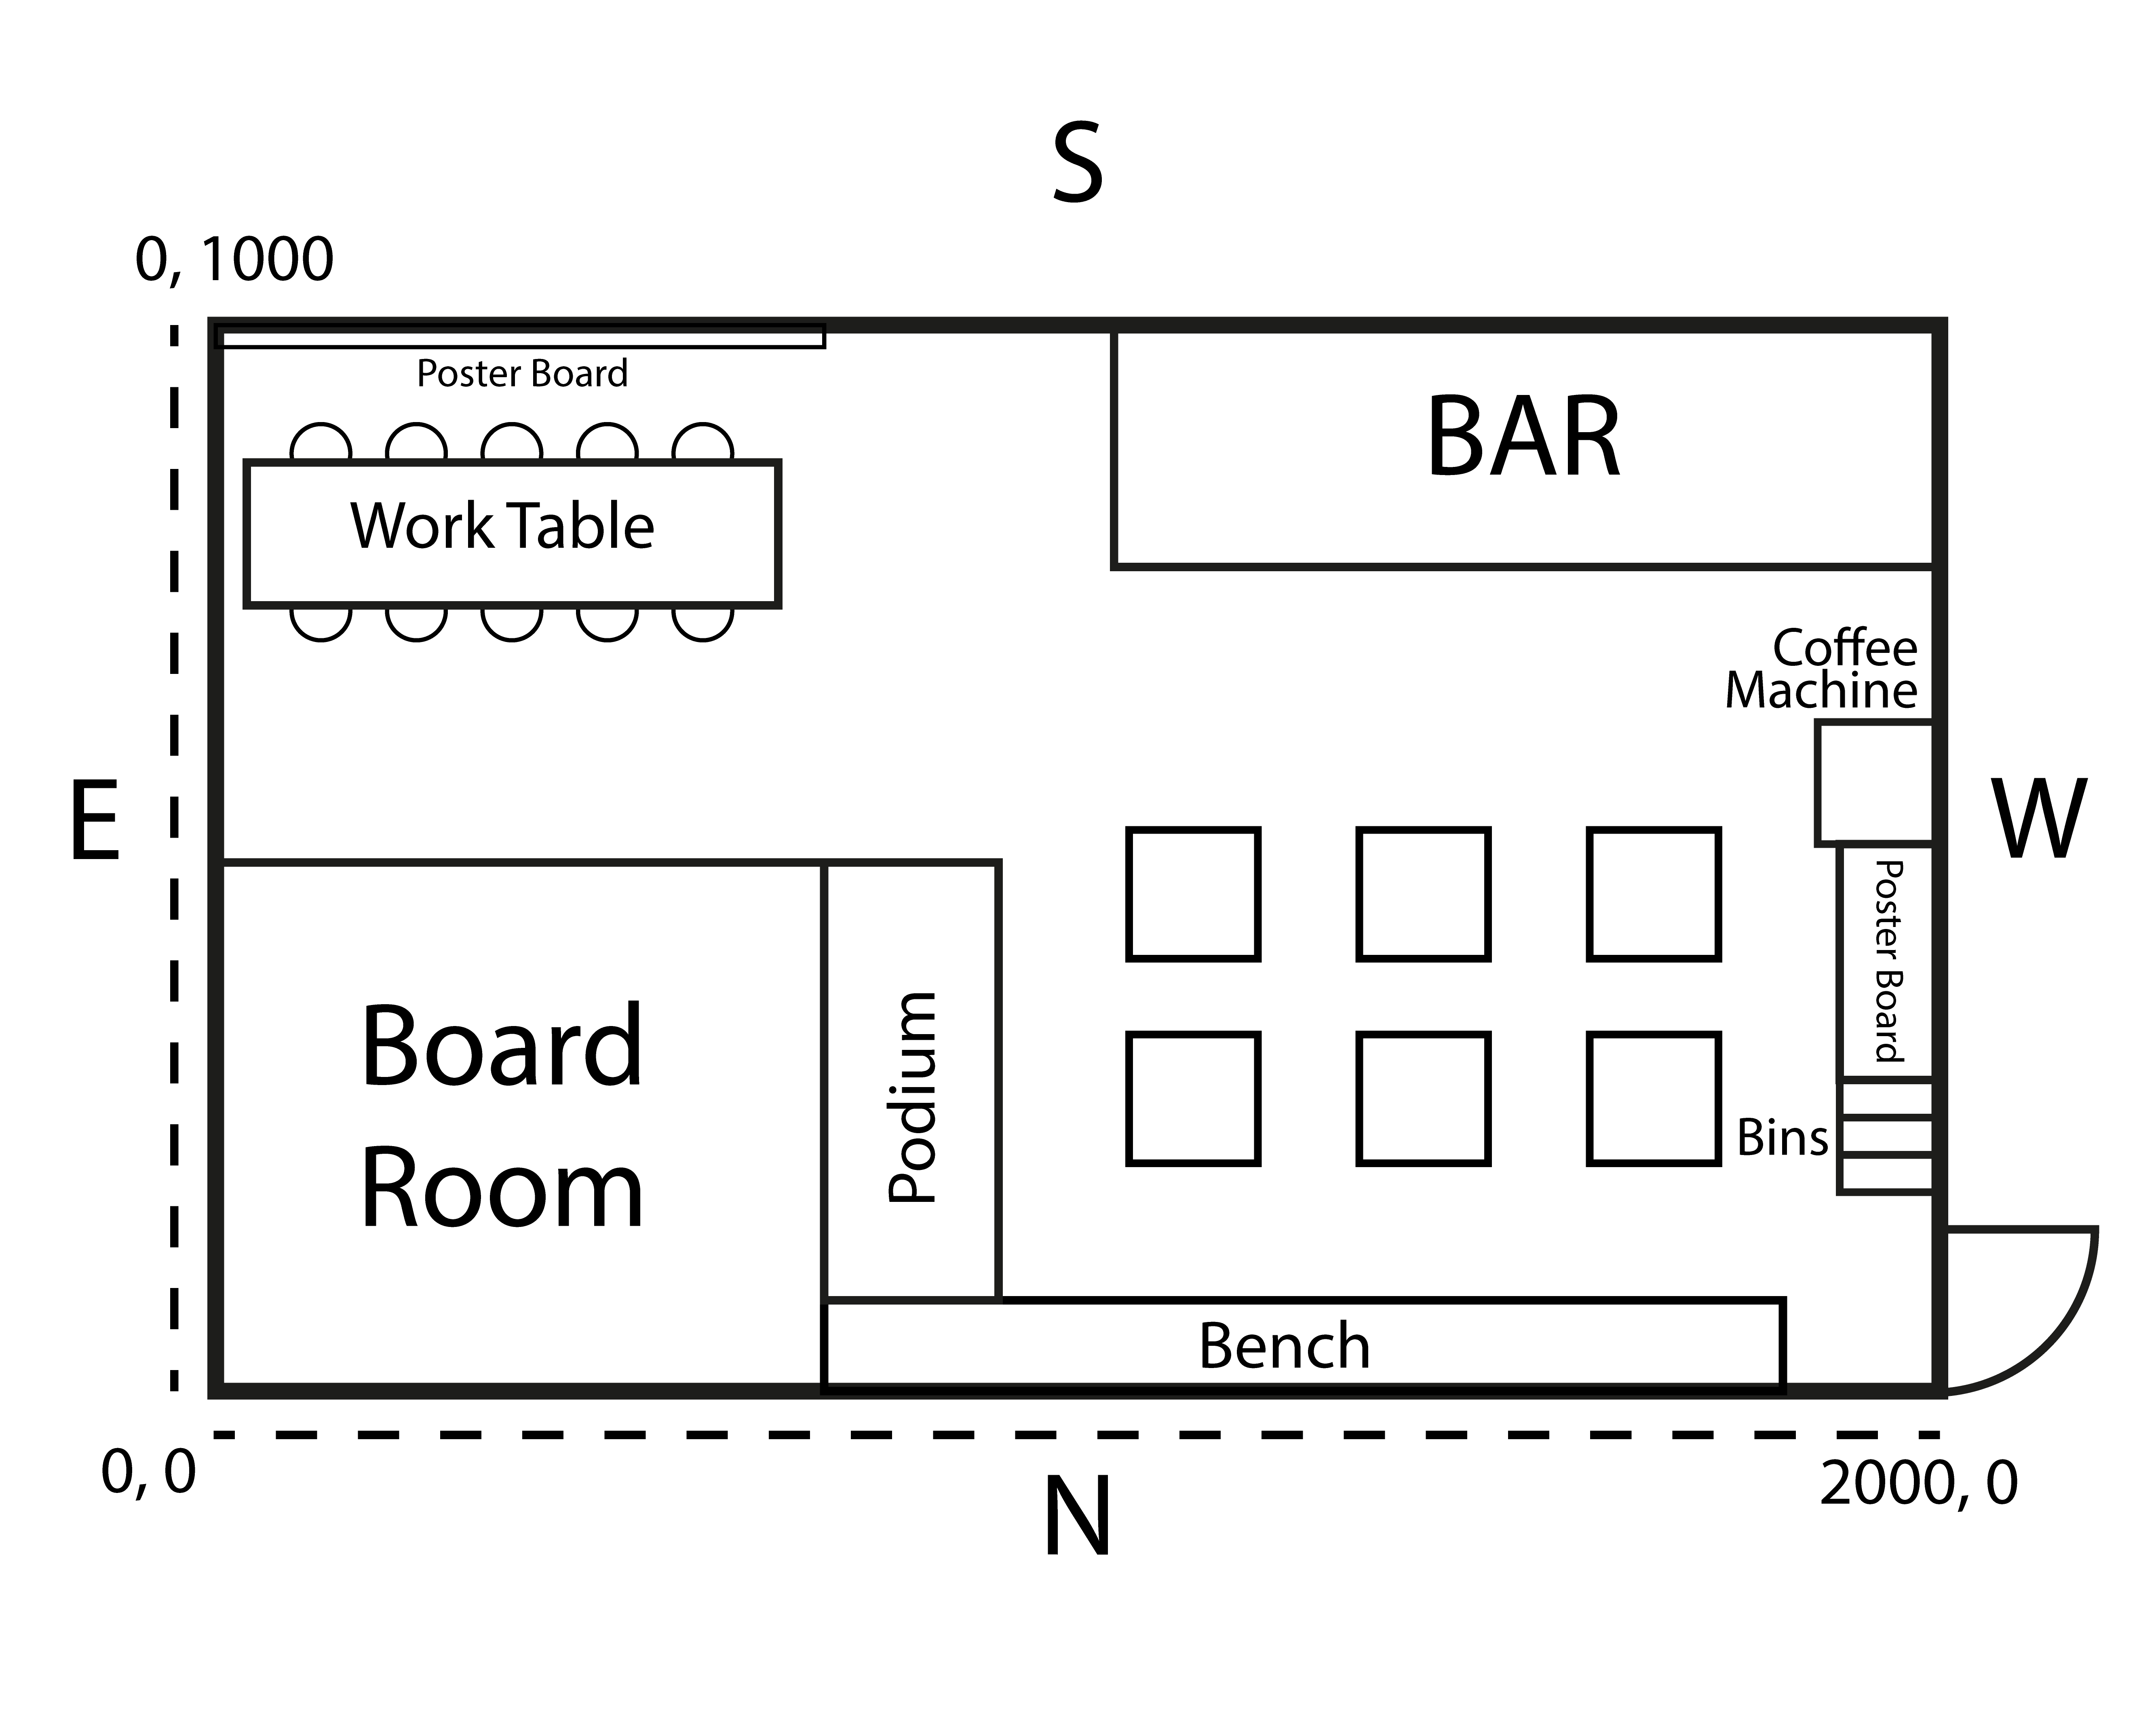 S
0, 1000
Poster Board
BAR
Work Table
Coffee
Machine
E
W
Poster Board
Board
Room
Podium
Bins
Bench
0, 0
2000, 0
N